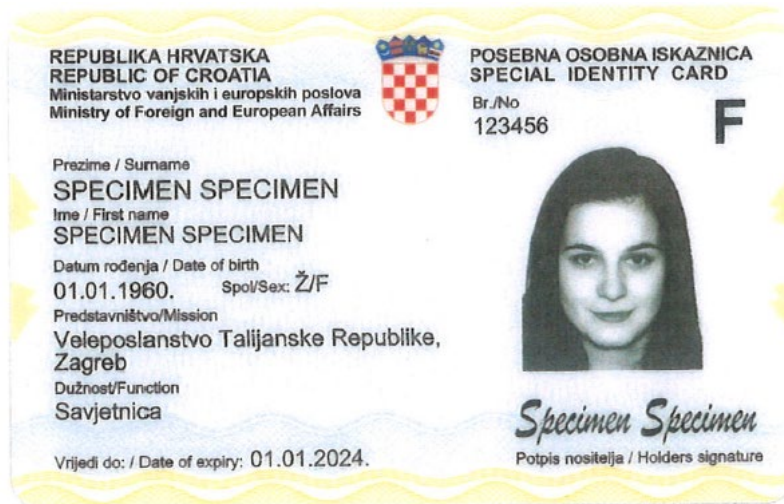 REPUBLIKA HRVATSKA
REPUBLIC OF CROATIA
Ministarstvo vanjskih i europskih poslova
Ministry of Foreign and European Affairs
POSEBNA OSOBNA ISKAZNICA
SPECIAL IDENTITY CARD
Br./No
123456
F
Prezime / Surname
SPECIMEN SPECIMEN
Ime / First name
SPECIMEN SPECIMEN
Datum rođenja / Date of birth
01.01.1960. Spol/Sex: Ž/F
Predstavništvo/Mission
Veleposlanstvo Talijanske Republike,
Zagreb
Dužnost/Function
Savjetnica
Vrijedi do: / Date of expiry: 01.01.2024.
Specimen Specimen
Potpis nositelja / Holders signature